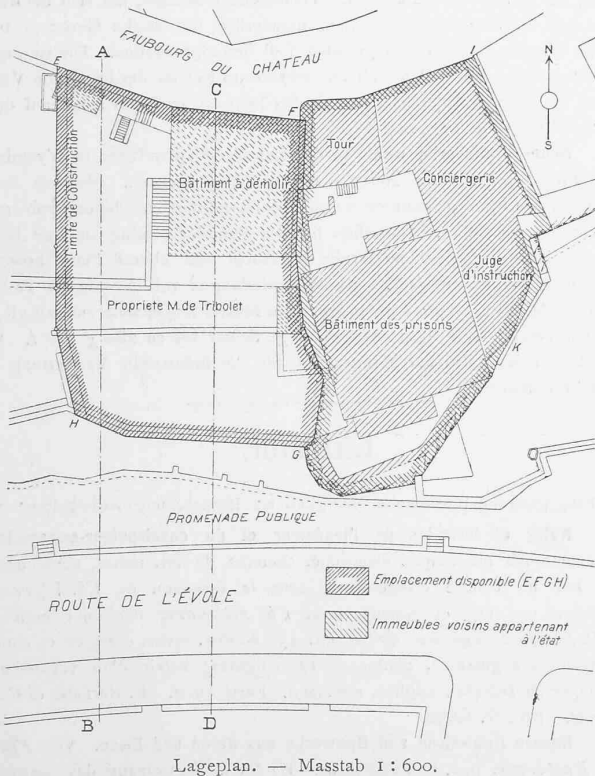 FAUBOURG DU CHATEAU
A
E
C
F
I
N
S
Tour
Conciergerie
Bâtiment à démolir
Limite de Construction
Juge
d'instruction
Propriete M. de Tribolet
Bâtiment des prisons
K
H
G
PROMENADE PUBLIQUE
ROUTE DE L'ÉVOLE
Emplacement disponible (E.F.G.H.)
Immeubles voisins appartenant
à l'état
B
D
Lageplan. — Masstab 1 : 600.